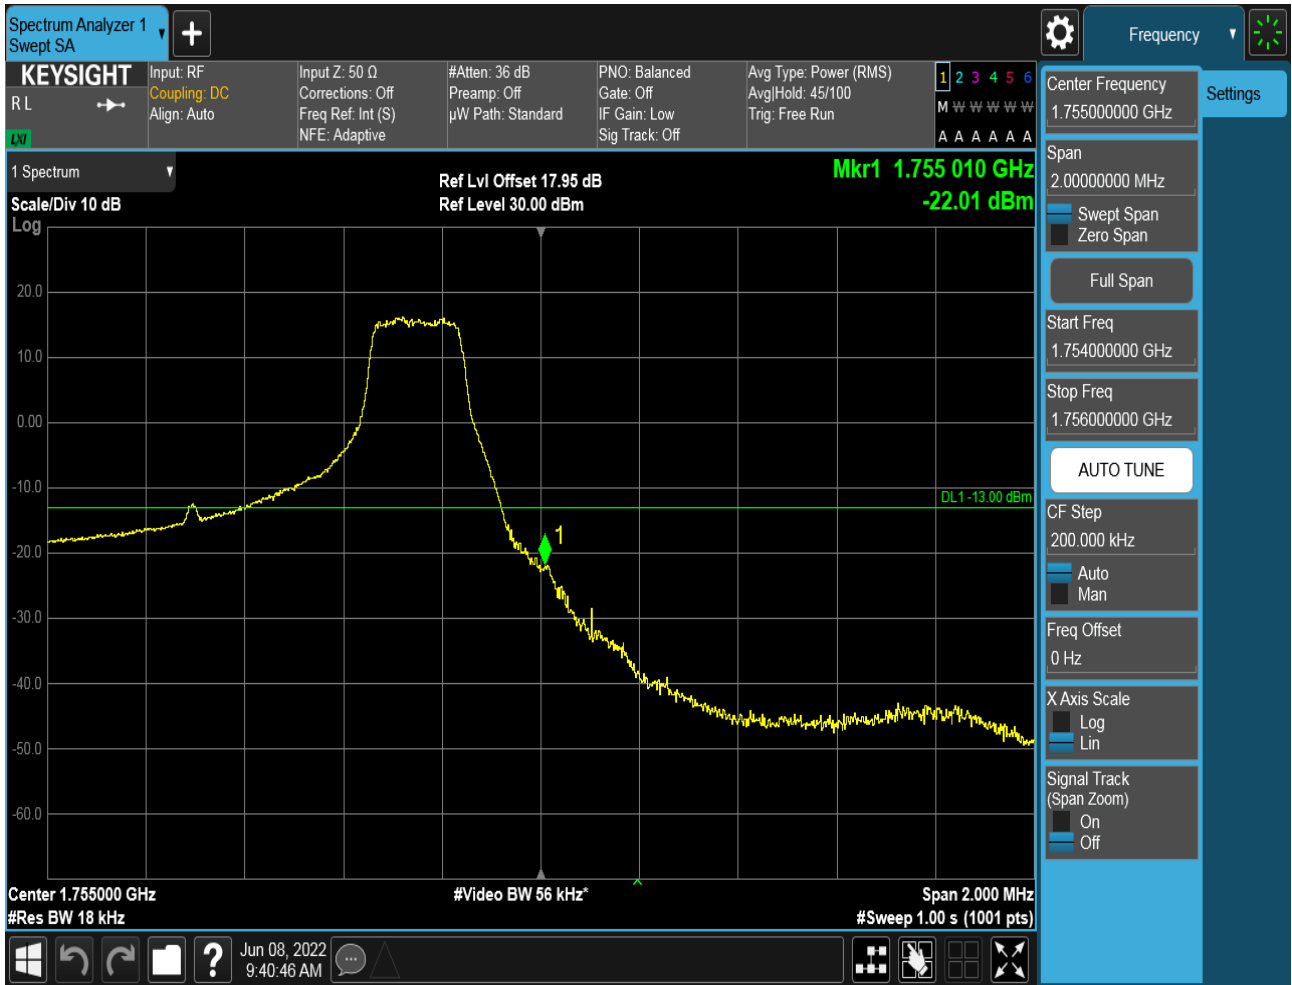 Spectrum Analyzer 1
Swept SA
Frequency
KEYSIGHT
R L
LXI
Input: RF
Coupling: DC
Align: Auto
Input Z: 50 Ω
Corrections: Off
Freq Ref: Int (S)
NFE: Adaptive
#Atten: 36 dB
Preamp: Off
µW Path: Standard
PNO: Balanced
Gate: Off
IF Gain: Low
Sig Track: Off
Avg Type: Power (RMS)
Avg|Hold: 45/100
Trig: Free Run
1 2 3 4 5 6
M W W W W W
A A A A A A
1 Spectrum
Scale/Div 10 dB
Log
Ref Lvl Offset 17.95 dB
Ref Level 30.00 dBm
Mkr1 1.755 010 GHz
-22.01 dBm
20.0
10.0
0.00
-10.0
DL1 -13.00 dBm
1
-20.0
-30.0
-40.0
-50.0
-60.0
Center 1.755000 GHz
#Res BW 18 kHz
#Video BW 56 kHz*
Span 2.000 MHz
#Sweep 1.00 s (1001 pts)
?
Jun 08, 2022
9:40:46 AM
Settings
Center Frequency
1.755000000 GHz
Span
2.00000000 MHz
Swept Span
Zero Span
Full Span
Start Freq
1.754000000 GHz
Stop Freq
1.756000000 GHz
AUTO TUNE
CF Step
200.000 kHz
Auto
Man
Freq Offset
0 Hz
X Axis Scale
Log
Lin
Signal Track
(Span Zoom)
On
Off